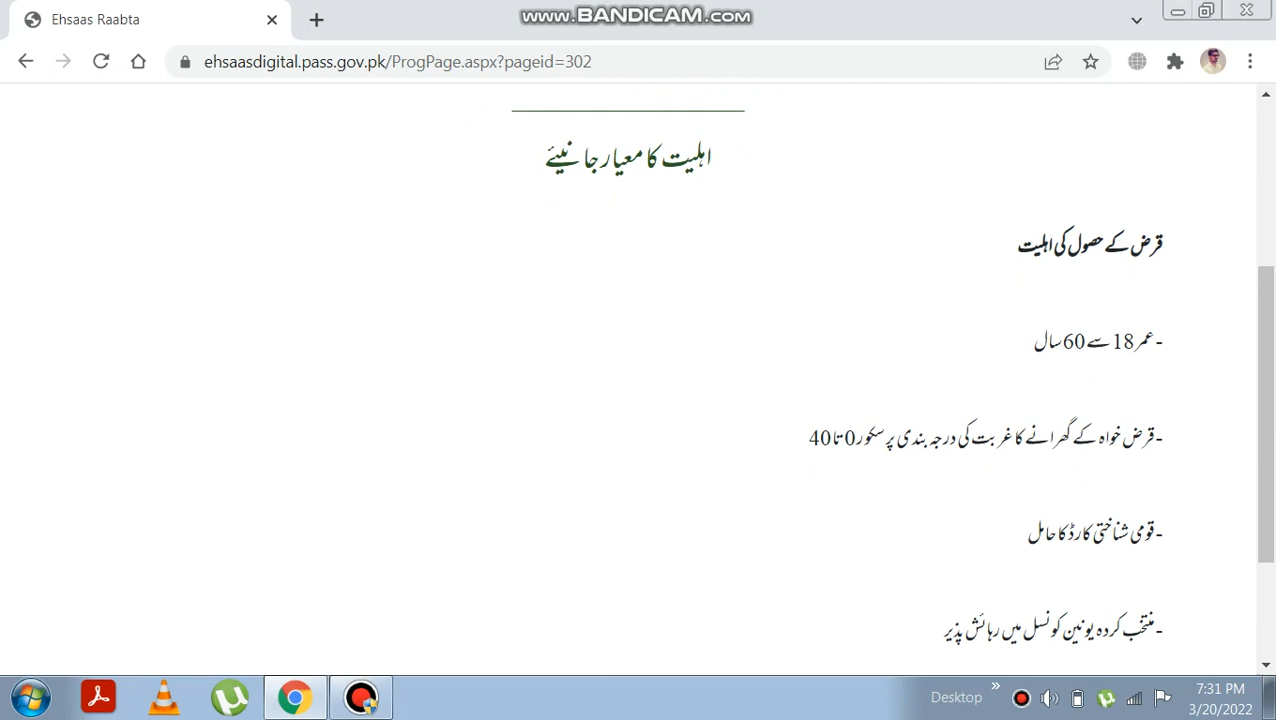 Ehsaas Raabta
www.BANDICAM.com
ehsaasdigital.pass.gov.pk/ProgPage.aspx?pageid=302
اہلیت کا معیار جانیئے
قرض کے حصول کی اہلیت
-عمر 18 سے 60 سال
-قرض خواہ کے گھرانے کا غربت کی درجہ بندی پر سکور 0 تا 40
-قومی شناختی کارڈ کا حامل
-منتخب کردہ یونین کونسل میں رہائش پذیر
Desktop
7:31 PM
3/20/2022